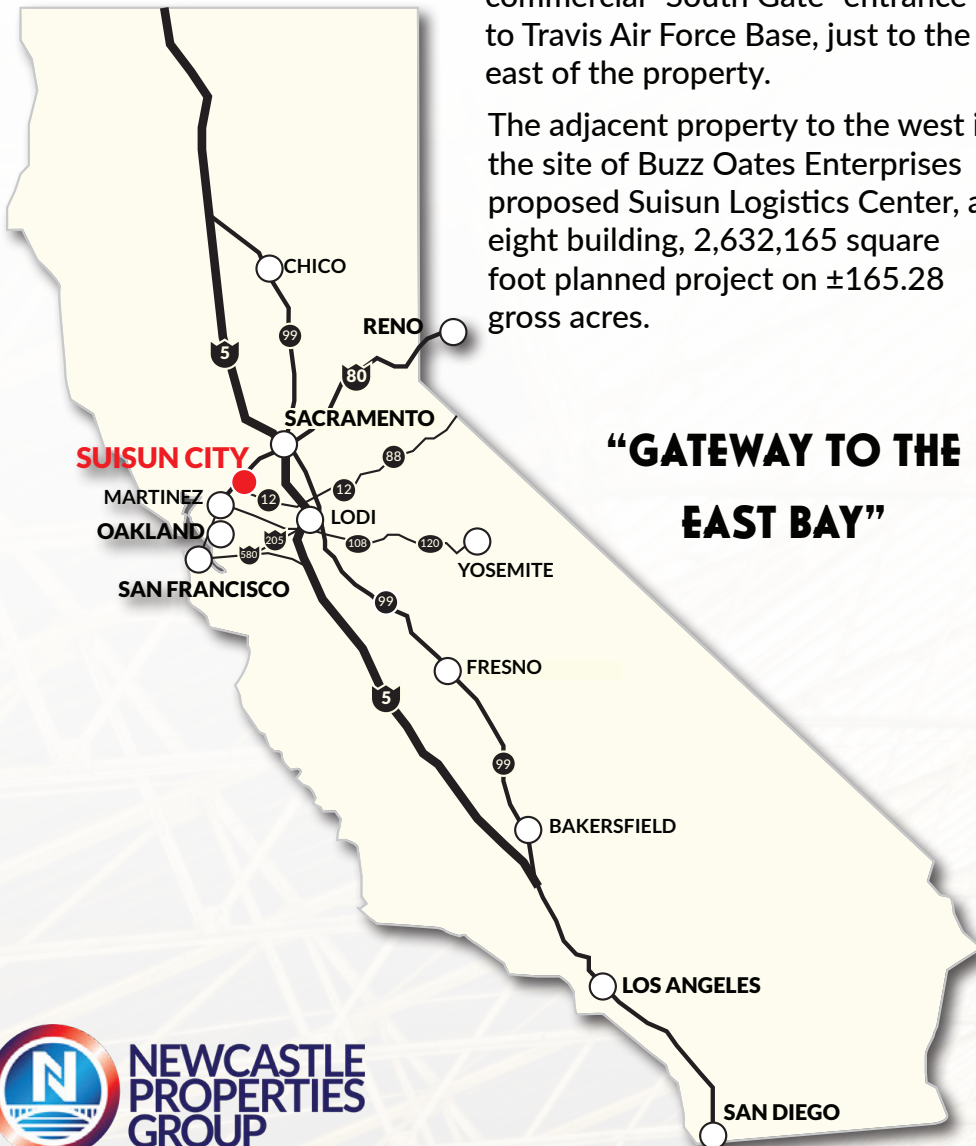 commercial "South Gate" entrance
to Travis Air Force Base, just to the
east of the property.
The adjacent property to the west
the site of Buzz Oates Enterprises
proposed Suisun Logistics Center,
eight building, 2,632,165 square
foot planned project on ±165.28
gross acres.
CHICO
99
RENO
5
80
SACRAMENTO
“GATEWAY TO THE
EAST BAY”
SUISUN CITY
88
12
12
MARTINEZ
LODI
OAKLAND
205
108
120
580
YOSEMITE
SAN FRANCISCO
99
FRESNO
5
99
BAKERSFIELD
LOS ANGELES
N
NEWCASTLE
PROPERTIES
GROUP
SAN DIEGO